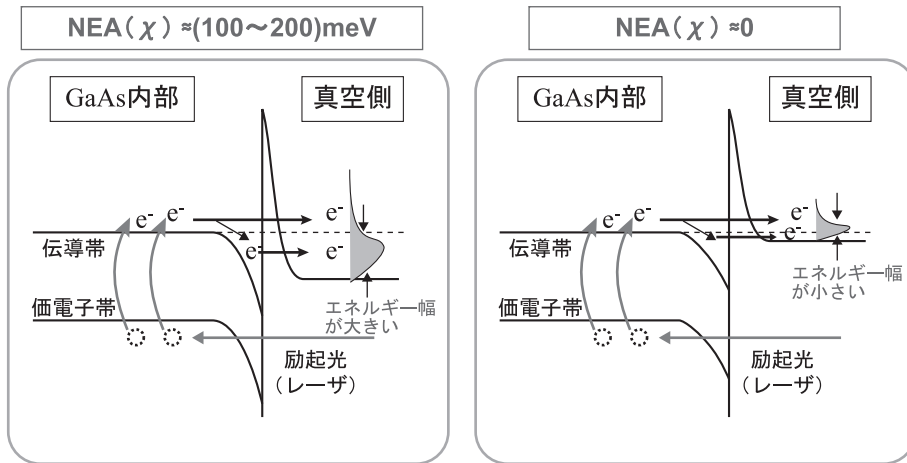 NEA(χ)≈(100～200)meV
GaAs内部
真空側
e-
e-
e-
e-
e-
伝導帯
価電子帯
エネルギー幅
が大きい
励起光
(レーザ)
NEA(χ)≈0
GaAs内部
真空側
e-
e-
e-
e-
伝導帯
価電子帯
エネルギー幅
が小さい
励起光
(レーザ)